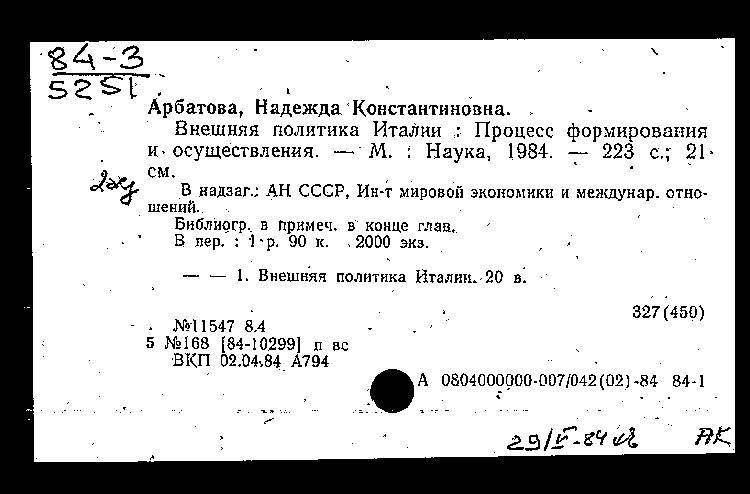 84-3
5251
Арбатова, Надежда Константиновна.
Внешняя политика Италии : Процесс формирования
и осуществления. — М. : Наука, 1984. — 223 с.; 21
см.
2экз
В надзаг.: АН СССР, Ин-т мировой экономики и междунар. отно-
шений.
Библиогр. в примеч. в конце глав.
В пер. : 1 р. 90 к. 2000 экз.
— — 1. Внешняя политика Италии. 20 в.
327(450)
№11547 8.4
5 №168 [84-10299] п вс
ВКП 02.04.84 А794
А 0804000000-007/042(02)-84 84-1
29/V-84
АК